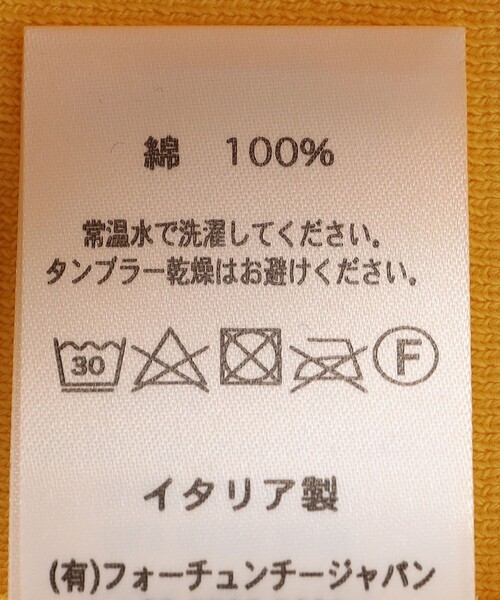 綿　100%
常温水で洗濯してください。
タンブラー乾燥はお避けください。
30 F
イタリア製
(有)フォーチュンチージャパン